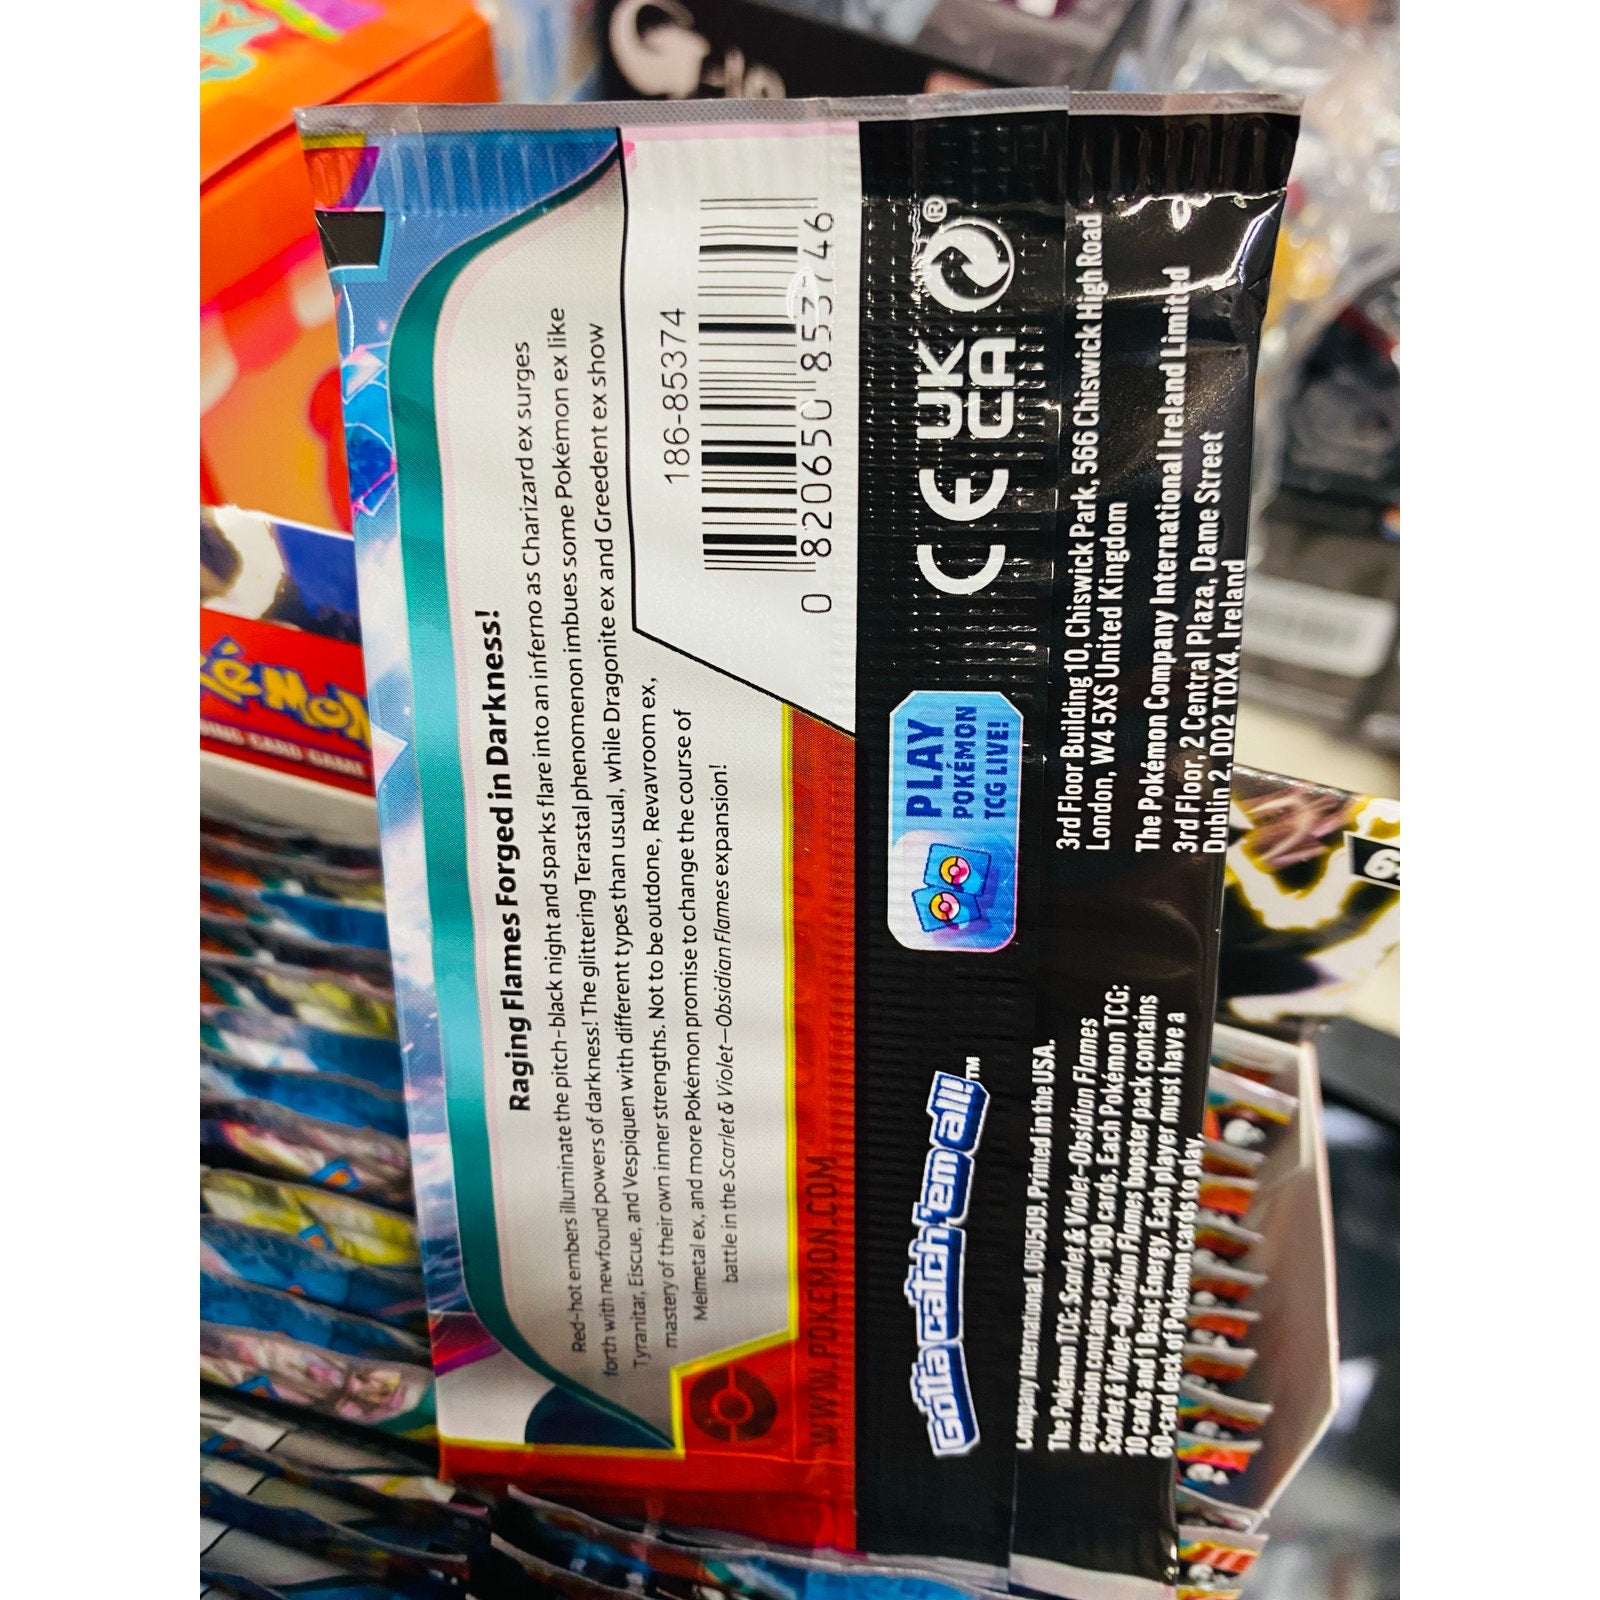 Raging Flames Forged in Darkness!
Red-hot embers illuminate the pitch-black night and sparks flare into an inferno as Charizard ex surges
forth with newfound powers of darkness! The glittering Terastal phenomenon imbues some Pokémon ex like
Tyranitar, Eiscue, and Vespiquen with different types than usual, while Dragonite ex and Greedent ex show
mastery of their own inner strengths. Not to be outdone, Revavroom ex,
Melmetal ex, and more Pokémon promise to change the course of
battle in the Scarlet & Violet—Obsidian Flames expansion!
186-85374
0 820650 853746
WWW.POKEMON.COM
Gotta catch 'em all!™
PLAY
POKÉMON
TCG LIVE!
CE
UK
CA
®
Company International. 060509. Printed in the USA.
The Pokémon TCG: Scarlet & Violet—Obsidian Flames
expansion contains over 190 cards. Each Pokémon TCG:
Scarlet & Violet—Obsidian Flames booster pack contains
10 cards and 1 Basic Energy. Each player must have a
60-card deck of Pokémon cards to play.
3rd Floor Building 10, Chiswick Park, 566 Chiswick High Road
London, W4 5XS United Kingdom
The Pokémon Company International Ireland Limited
3rd Floor, 2 Central Plaza, Dame Street
Dublin 2, D02 T0X4, Ireland
POKÉMON
TRADING CARD GAME